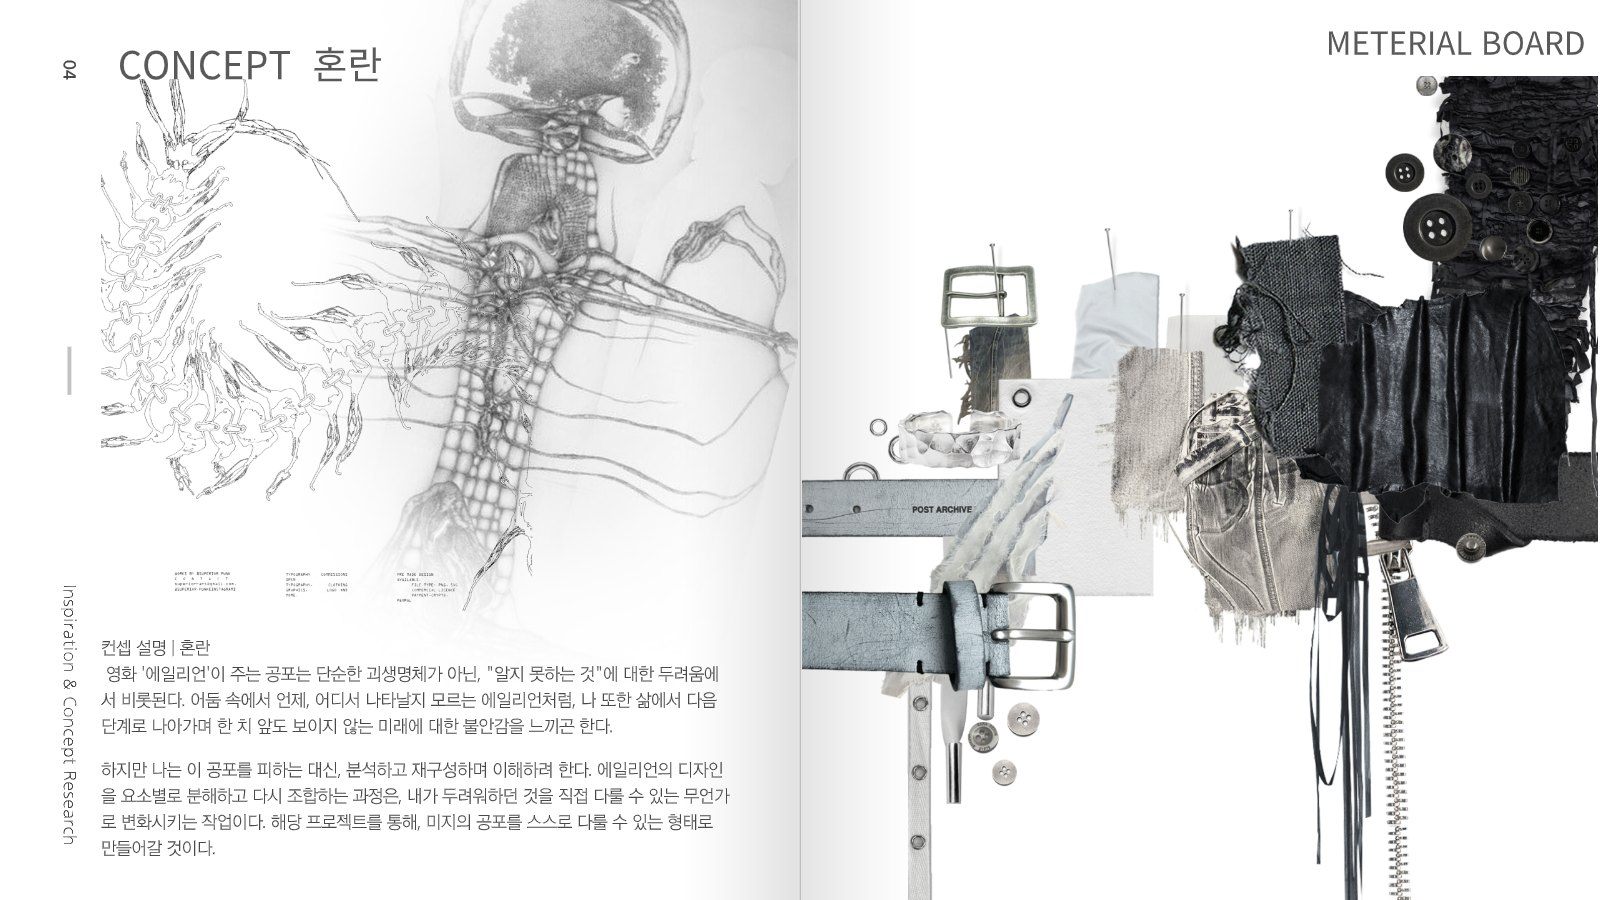 04
CONCEPT 혼란
METERIAL BOARD
POST ARCHIVE
컨셉 설명 | 혼란
영화 '에일리언'이 주는 공포는 단순한 괴생명체가 아닌, "알지 못하는 것"에 대한 두려움에
서 비롯된다. 어둠 속에서 언제, 어디서 나타날지 모르는 에일리언처럼, 나 또한 삶에서 다음
단계로 나아가며 한 치 앞도 보이지 않는 미래에 대한 불안감을 느끼곤 한다.
하지만 나는 이 공포를 피하는 대신, 분석하고 재구성하며 이해하려 한다. 에일리언의 디자인
을 요소별로 분해하고 다시 조합하는 과정은, 내가 두려워하던 것을 직접 다룰 수 있는 무언가
로 변화시키는 작업이다. 해당 프로젝트를 통해, 미지의 공포를 스스로 다룰 수 있는 형태로
만들어갈 것이다.
Inspiration & Concept Research